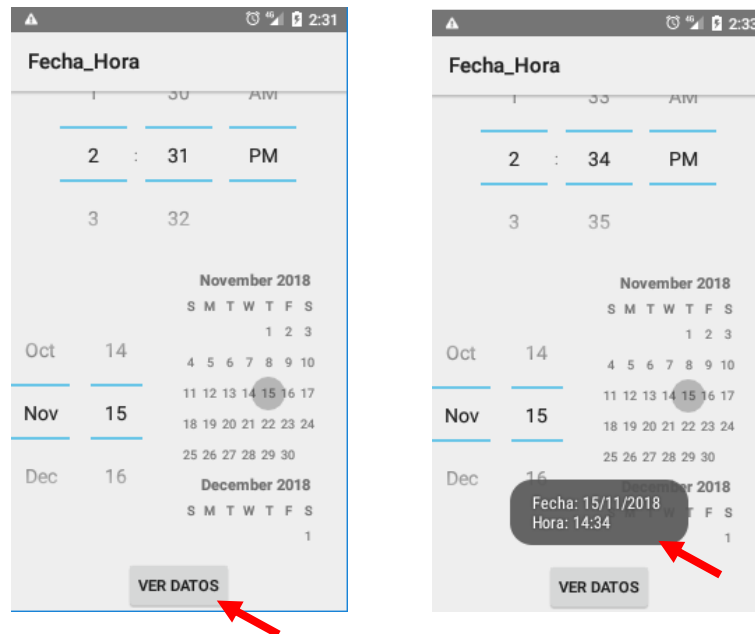 2:31
Fecha_Hora
1 30 AM
2 : 31 PM
3 32
November 2018
S M T W T F S
1 2 3
4 5 6 7 8 9 10
11 12 13 14 15 16 17
18 19 20 21 22 23 24
25 26 27 28 29 30
December 2018
S M T W T F S
1
Oct 14
Nov 15
Dec 16
VER DATOS
2:33
Fecha_Hora
1 33 AM
2 : 34 PM
3 35
November 2018
S M T W T F S
1 2 3
4 5 6 7 8 9 10
11 12 13 14 15 16 17
18 19 20 21 22 23 24
25 26 27 28 29 30
December 2018
W T F S
1
Oct 14
Nov 15
Dec 16
Fecha: 15/11/2018
Hora: 14:34
VER DATOS